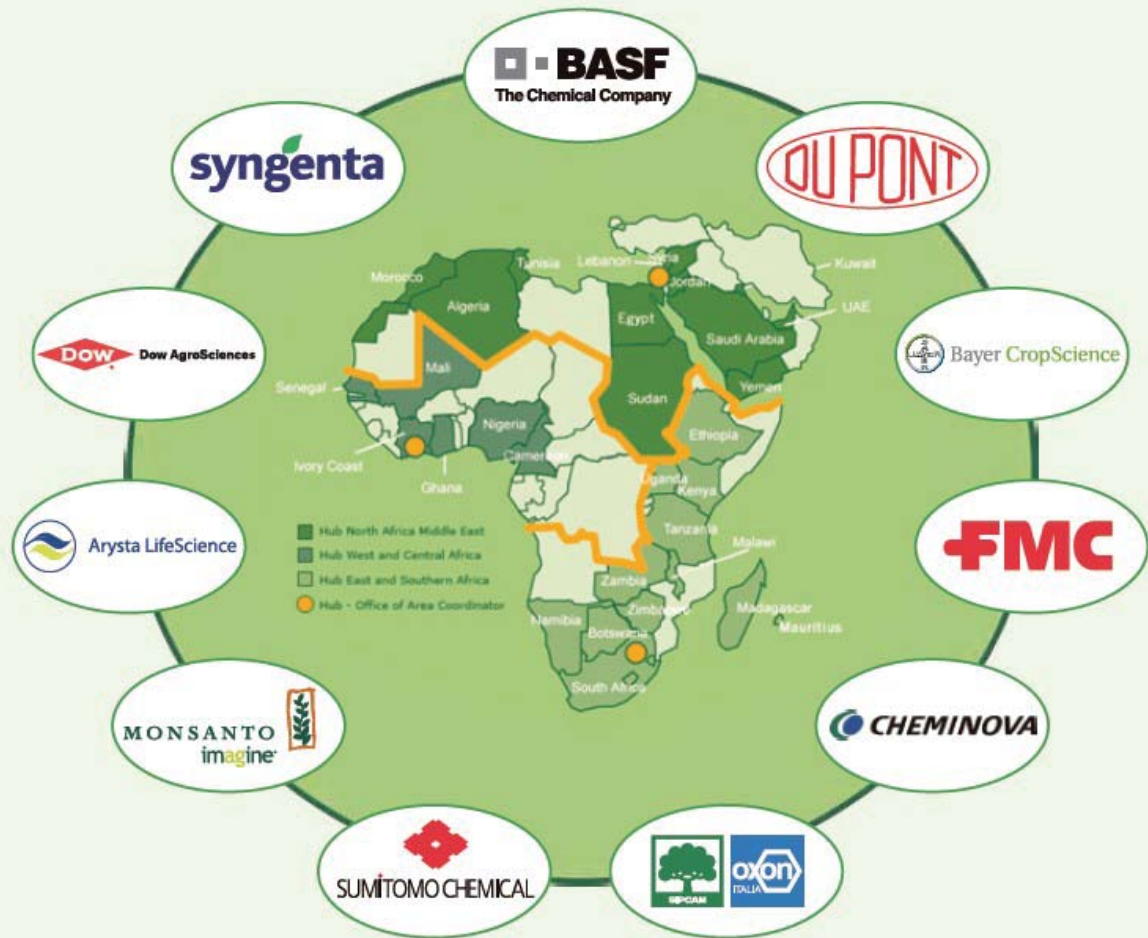 BASF
The Chemical Company
syngenta
DU PONT
Dow
Dow AgroSciences
BAYER
Bayer CropScience
Arysta LifeScience
FMC
MONSANTO
imagine
CHEMINOVA
SUMITOMO CHEMICAL
SIPCAM
oxon
ITALIA
Morocco
Tunisia
Lebanon
Syria
Kuwait
Jordan
Algeria
Egypt
UAE
Saudi Arabia
Mali
Senegal
Yemen
Sudan
Nigeria
Ethiopia
Ivory Coast
Cameroon
Ghana
Uganda
Kenya
Tanzania
Malawi
Zambia
Zimbabwe
Madagascar
Mauritius
Namibia
Botswana
South Africa
Hub North Africa Middle East
Hub West and Central Africa
Hub East and Southern Africa
Hub - Office of Area Coordinator